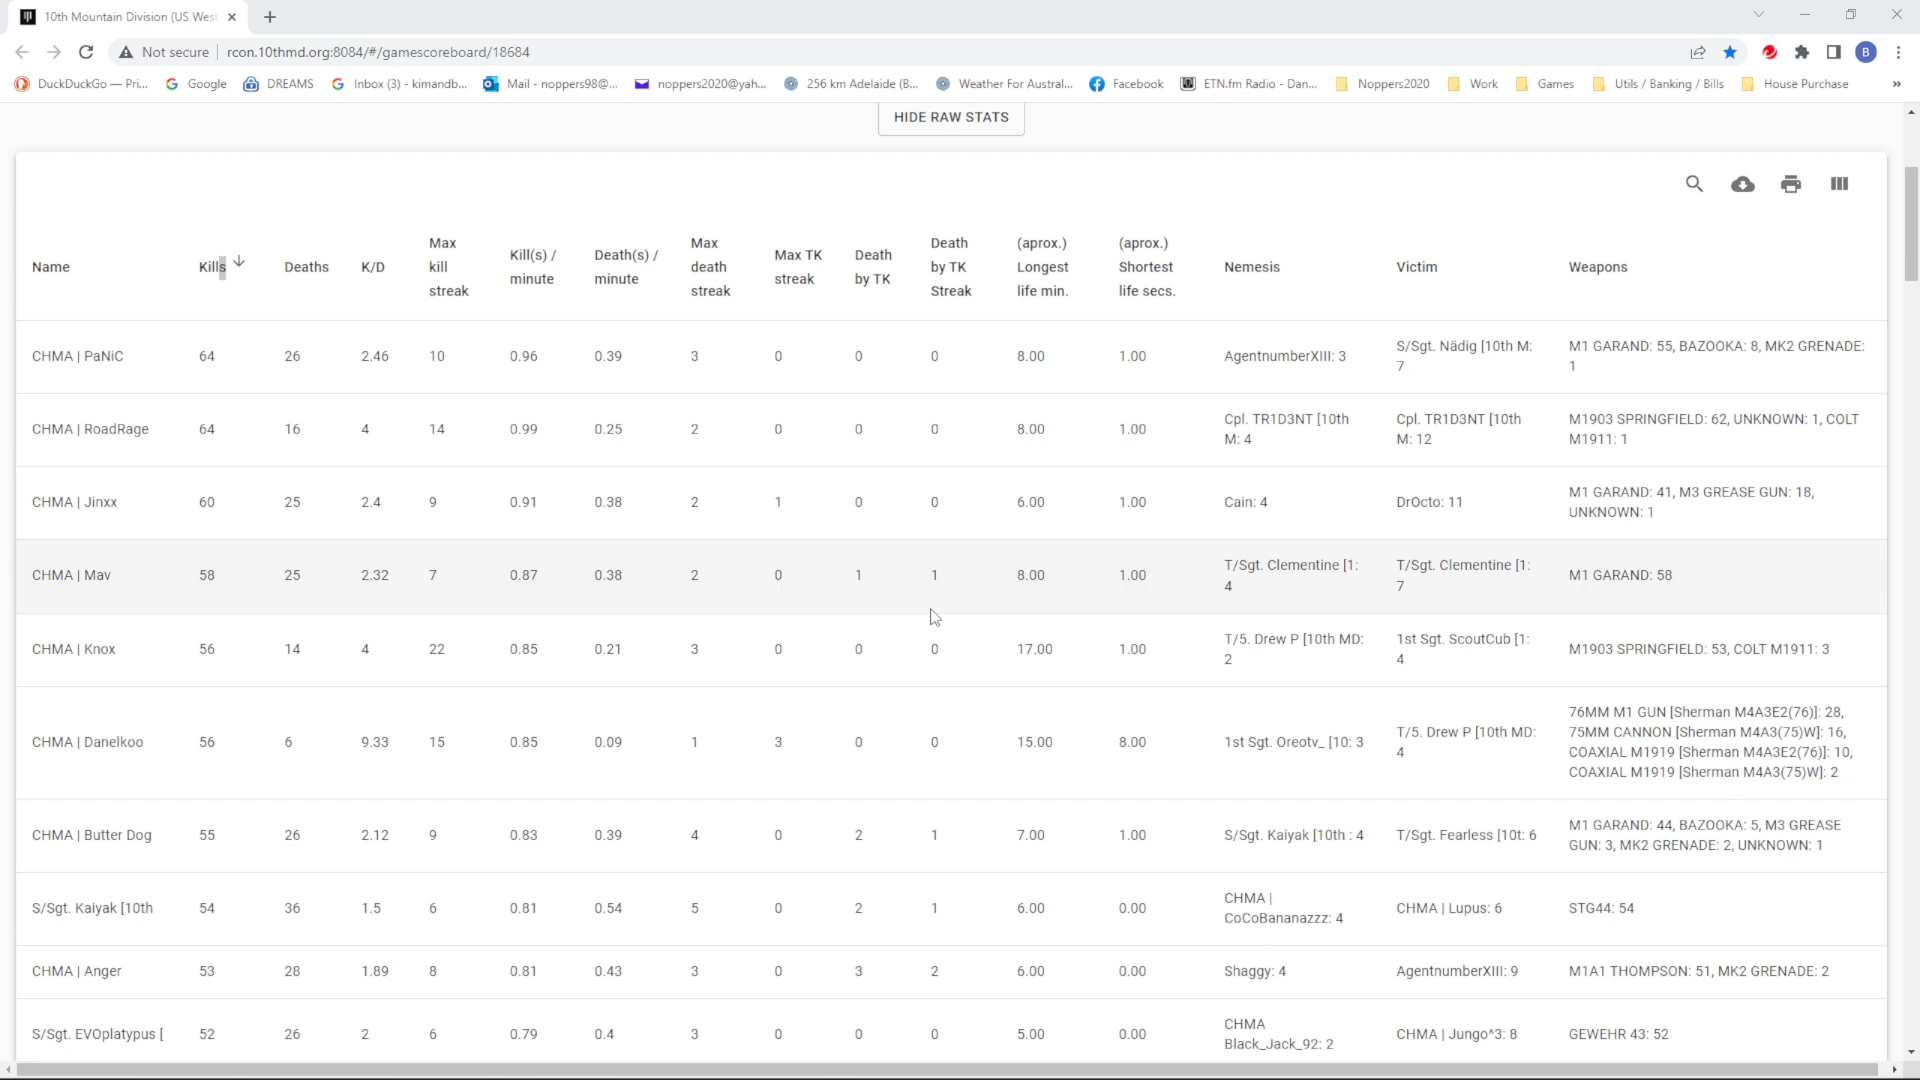 10th Mountain Division (US West
Not secure rcon.10thmd.org:8084/#/gamescoreboard/18684
B
DuckDuckGo — Pri... Google DREAMS Inbox (3) - kimandb... Mail - noppers98@... noppers2020@yah... 256 km Adelaide (B... Weather For Austral... Facebook ETN.fm Radio - Dan... Noppers2020 Work Games Utils / Banking / Bills House Purchase »
HIDE RAW STATS
Name Kills Deaths K/D Max kill streak Kill(s) / minute Death(s) / minute Max death streak Max TK streak Death by TK Death by TK Streak (aprox.) Longest life min. (aprox.) Shortest life secs. Nemesis Victim Weapons
CHMA | PaNiC 64 26 2.46 10 0.96 0.39 3 0 0 0 8.00 1.00 AgentnumberXIII: 3 S/Sgt. Nädig [10th M: 7 M1 GARAND: 55, BAZOOKA: 8, MK2 GRENADE: 1
CHMA | RoadRage 64 16 4 14 0.99 0.25 2 0 0 0 8.00 1.00 Cpl. TR1D3NT [10th M: 4 Cpl. TR1D3NT [10th M: 12 M1903 SPRINGFIELD: 62, UNKNOWN: 1, COLT M1911: 1
CHMA | Jinxx 60 25 2.4 9 0.91 0.38 2 1 0 0 6.00 1.00 Cain: 4 DrOcto: 11 M1 GARAND: 41, M3 GREASE GUN: 18, UNKNOWN: 1
CHMA | Mav 58 25 2.32 7 0.87 0.38 2 0 1 1 8.00 1.00 T/Sgt. Clementine [1: 4 T/Sgt. Clementine [1: 7 M1 GARAND: 58
CHMA | Knox 56 14 4 22 0.85 0.21 3 0 0 0 17.00 1.00 T/5. Drew P [10th MD: 2 1st Sgt. ScoutCub [1: 4 M1903 SPRINGFIELD: 53, COLT M1911: 3
CHMA | Danelkoo 56 6 9.33 15 0.85 0.09 1 3 0 0 15.00 8.00 1st Sgt. Oreotv_ [10: 3 T/5. Drew P [10th MD: 4 76MM M1 GUN [Sherman M4A3E2(76)]: 28, 75MM CANNON [Sherman M4A3(75)W]: 16, COAXIAL M1919 [Sherman M4A3E2(76)]: 10, COAXIAL M1919 [Sherman M4A3(75)W]: 2
CHMA | Butter Dog 55 26 2.12 9 0.83 0.39 4 0 2 1 7.00 1.00 S/Sgt. Kaiyak [10th : 4 T/Sgt. Fearless [10t: 6 M1 GARAND: 44, BAZOOKA: 5, M3 GREASE GUN: 3, MK2 GRENADE: 2, UNKNOWN: 1
S/Sgt. Kaiyak [10th 54 36 1.5 6 0.81 0.54 5 0 2 1 6.00 0.00 CHMA | CoCoBananazzz: 4 CHMA | Lupus: 6 STG44: 54
CHMA | Anger 53 28 1.89 8 0.81 0.43 3 0 3 2 6.00 0.00 Shaggy: 4 AgentnumberXIII: 9 M1A1 THOMPSON: 51, MK2 GRENADE: 2
S/Sgt. EVOplatypus [ 52 26 2 6 0.79 0.4 3 0 0 0 5.00 0.00 CHMA Black_Jack_92: 2 CHMA | Jungo^3: 8 GEWEHR 43: 52